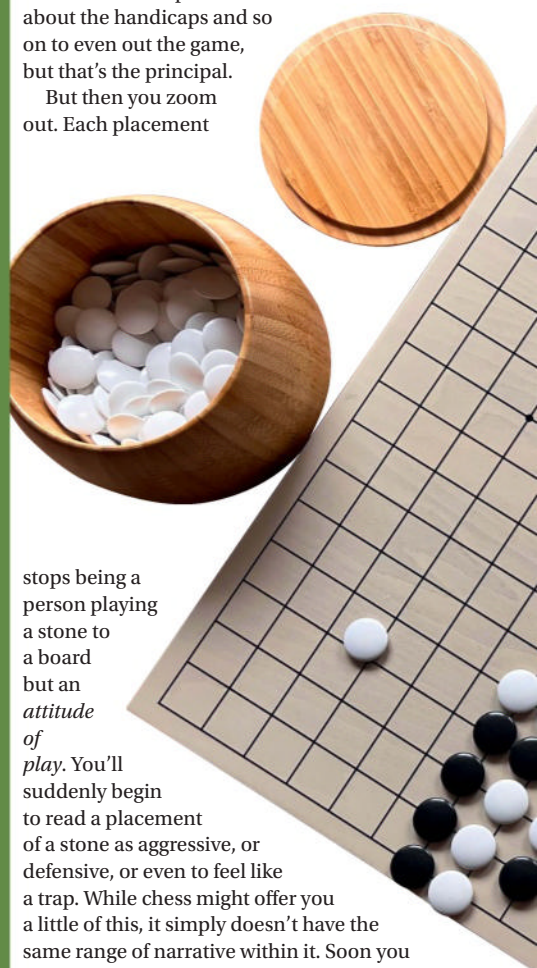 about the handicaps and so
on to even out the game,
but that's the principal.
But then you zoom
out. Each placement
stops being a
person playing
a stone to
a board
but an
attitude
of
play. You'll
suddenly begin
to read a placement
of a stone as aggressive, or
defensive, or even to feel like
a trap. While chess might offer you
a little of this, it simply doesn't have the
same range of narrative within it. Soon you